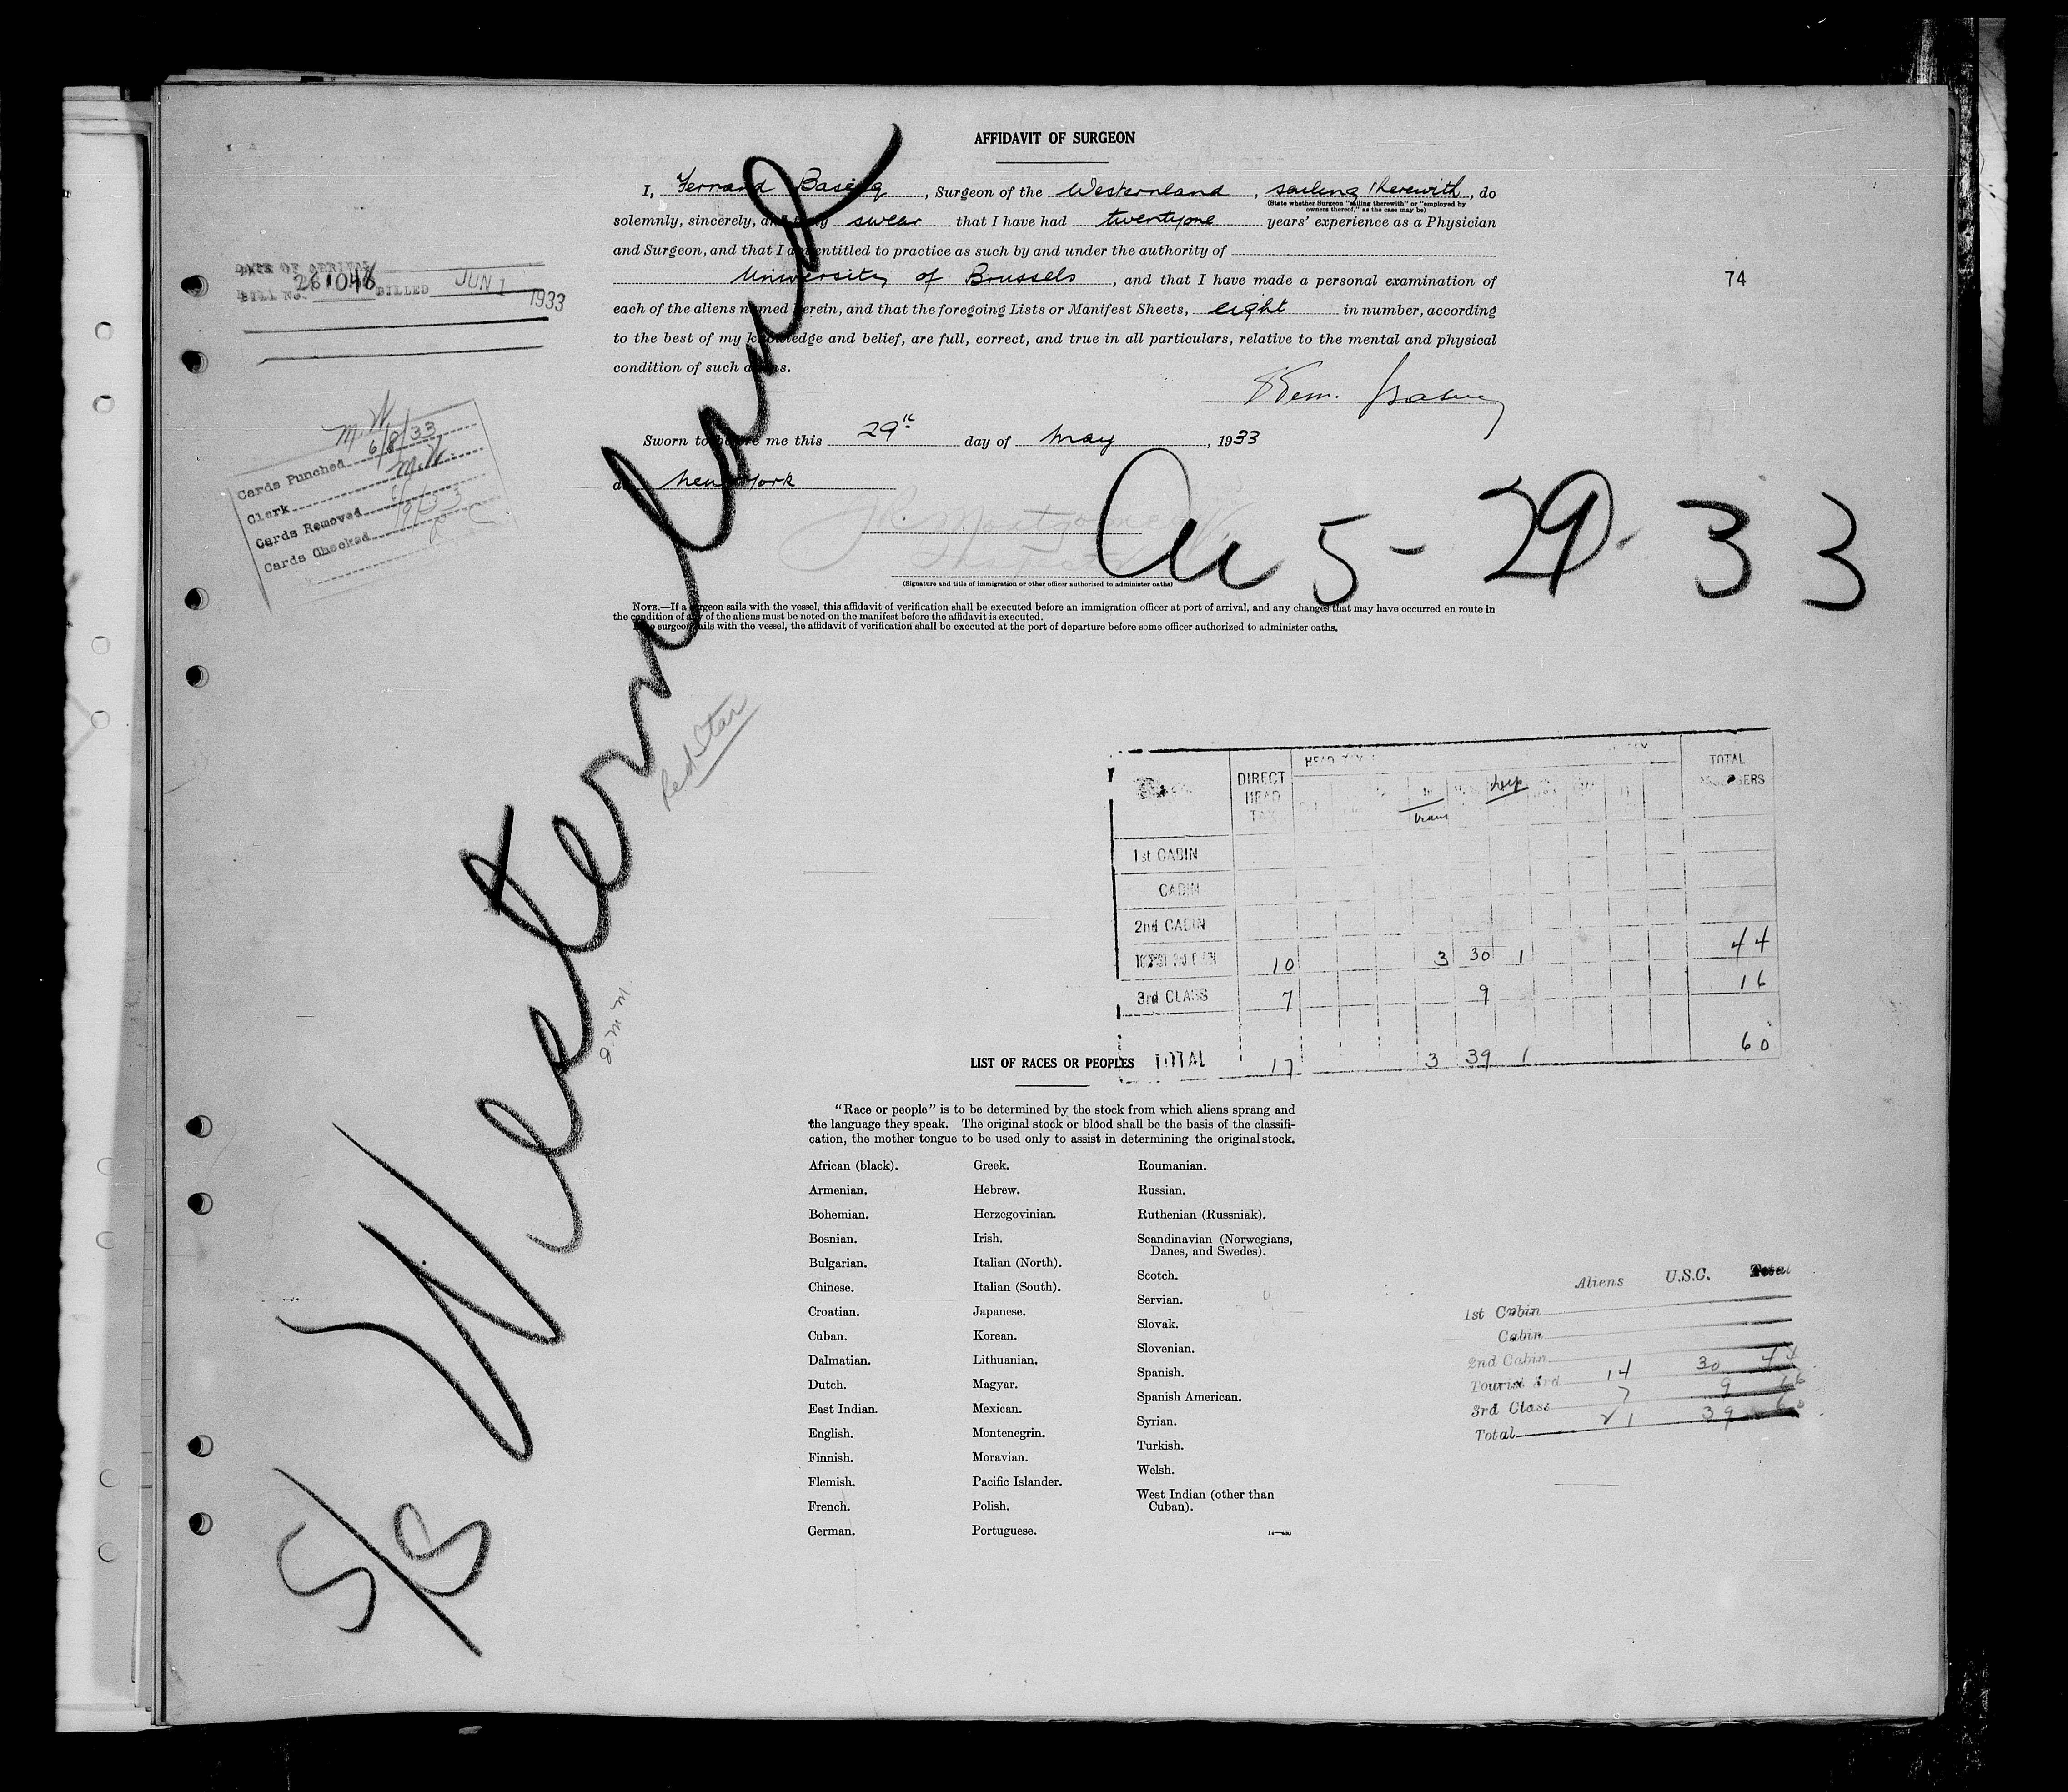 AFFIDAVIT OF SURGEON
I, Fernand Baseng, Surgeon of the Westernland, sailing therewith, do
(State whether Surgeon "sailing therewith" or "employed by
owners thereof," as the case may be)
solemnly, sincerely, and truly swear that I have had twentyone years' experience as a Physician
and Surgeon, and that I am entitled to practice as such by and under the authority of
University of Brussels, and that I have made a personal examination of
each of the aliens named herein, and that the foregoing Lists or Manifest Sheets, eight in number, according
to the best of my knowledge and belief, are full, correct, and true in all particulars, relative to the mental and physical
condition of such aliens.
Sworn to before me this 29th day of May, 1933
at New York
(Signature and title of immigration or other officer authorized to administer oaths)
NOTE.—If a surgeon sails with the vessel, this affidavit of verification shall be executed before an immigration officer at port of arrival, and any changes that may have occurred en route in
the condition of any of the aliens must be noted on the manifest before the affidavit is executed.
If no surgeon sails with the vessel, the affidavit of verification shall be executed at the port of departure before some officer authorized to administer oaths.
DATE OF ARRIVAL
BILL NO. 261048 BILLED JUN 1 1933
74
M.W.
Cards Punched 6/8/33
Clerk M.W.
Cards Removed
Cards Checked
5-29-33
S/S Westernland
Red Star
DIRECT HEAD TAX
HEAD TAX
TOTAL PASSENGERS
In Trans
1st CABIN
CABIN
2nd CABIN
10 3 30 1 44
3rd CLASS 7 9 16
TOTAL 17 3 39 1 60
LIST OF RACES OR PEOPLES
"Race or people" is to be determined by the stock from which aliens sprang and
the language they speak. The original stock or blood shall be the basis of the classifi-
cation, the mother tongue to be used only to assist in determining the original stock.
African (black).
Armenian.
Bohemian.
Bosnian.
Bulgarian.
Chinese.
Croatian.
Cuban.
Dalmatian.
Dutch.
East Indian.
English.
Finnish.
Flemish.
French.
German.
Greek.
Hebrew.
Herzegovinian.
Irish.
Italian (North).
Italian (South).
Japanese.
Korean.
Lithuanian.
Magyar.
Mexican.
Montenegrin.
Moravian.
Pacific Islander.
Polish.
Portuguese.
Roumanian.
Russian.
Ruthenian (Russniak).
Scandinavian (Norwegians,
Danes, and Swedes).
Scotch.
Servian.
Slovak.
Slovenian.
Spanish.
Spanish American.
Syrian.
Turkish.
Welsh.
West Indian (other than
Cuban).
Aliens U.S.C. Total
1st Cabin
Cabin
2nd Cabin
Tourist 3rd 14 30 44
3rd Class 7 9 16
Total 21 39 60